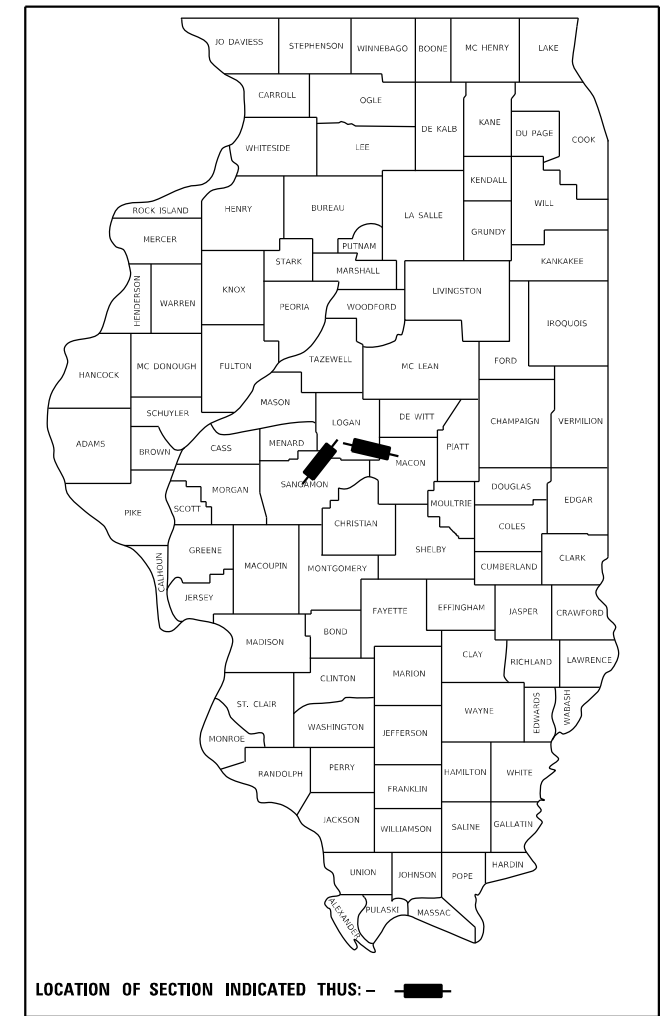 JO DAVIESS
STEPHENSON
WINNEBAGO
BOONE
MC HENRY
LAKE
CARROLL
OGLE
DE KALB
KANE
DU PAGE
COOK
WHITESIDE
LEE
KENDALL
WILL
ROCK ISLAND
HENRY
BUREAU
LA SALLE
GRUNDY
MERCER
PUTNAM
KANKAKEE
STARK
MARSHALL
HENDERSON
WARREN
KNOX
PEORIA
WOODFORD
LIVINGSTON
IROQUOIS
HANCOCK
MC DONOUGH
FULTON
TAZEWELL
MC LEAN
FORD
MASON
SCHUYLER
LOGAN
DE WITT
CHAMPAIGN
VERMILION
ADAMS
BROWN
CASS
MENARD
PIATT
MACON
SANGAMON
DOUGLAS
MORGAN
MOULTRIE
EDGAR
PIKE
SCOTT
CHRISTIAN
COLES
GREENE
MACOUPIN
MONTGOMERY
SHELBY
CUMBERLAND
CLARK
CALHOUN
JERSEY
FAYETTE
EFFINGHAM
JASPER
CRAWFORD
MADISON
BOND
CLAY
RICHLAND
LAWRENCE
CLINTON
MARION
ST. CLAIR
WAYNE
EDWARDS
WABASH
WASHINGTON
JEFFERSON
MONROE
RANDOLPH
PERRY
HAMILTON
WHITE
FRANKLIN
JACKSON
WILLIAMSON
SALINE
GALLATIN
HARDIN
UNION
JOHNSON
POPE
ALEXANDER
PULASKI
MASSAC
LOCATION OF SECTION INDICATED THUS: –